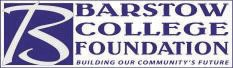 B
BARSTOW
COLLEGE
FOUNDATION
BUILDING OUR COMMUNITY'S FUTURE